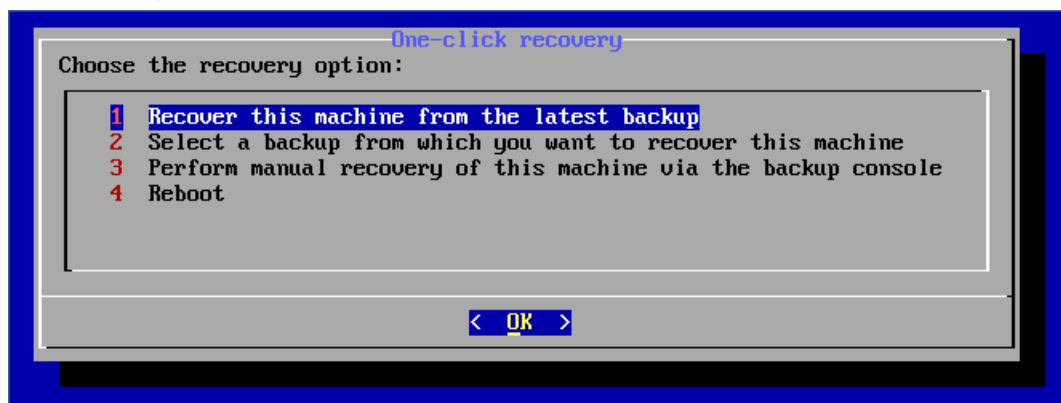 One-click recovery
Choose the recovery option:
1 Recover this machine from the latest backup
2 Select a backup from which you want to recover this machine
3 Perform manual recovery of this machine via the backup console
4 Reboot
< OK >